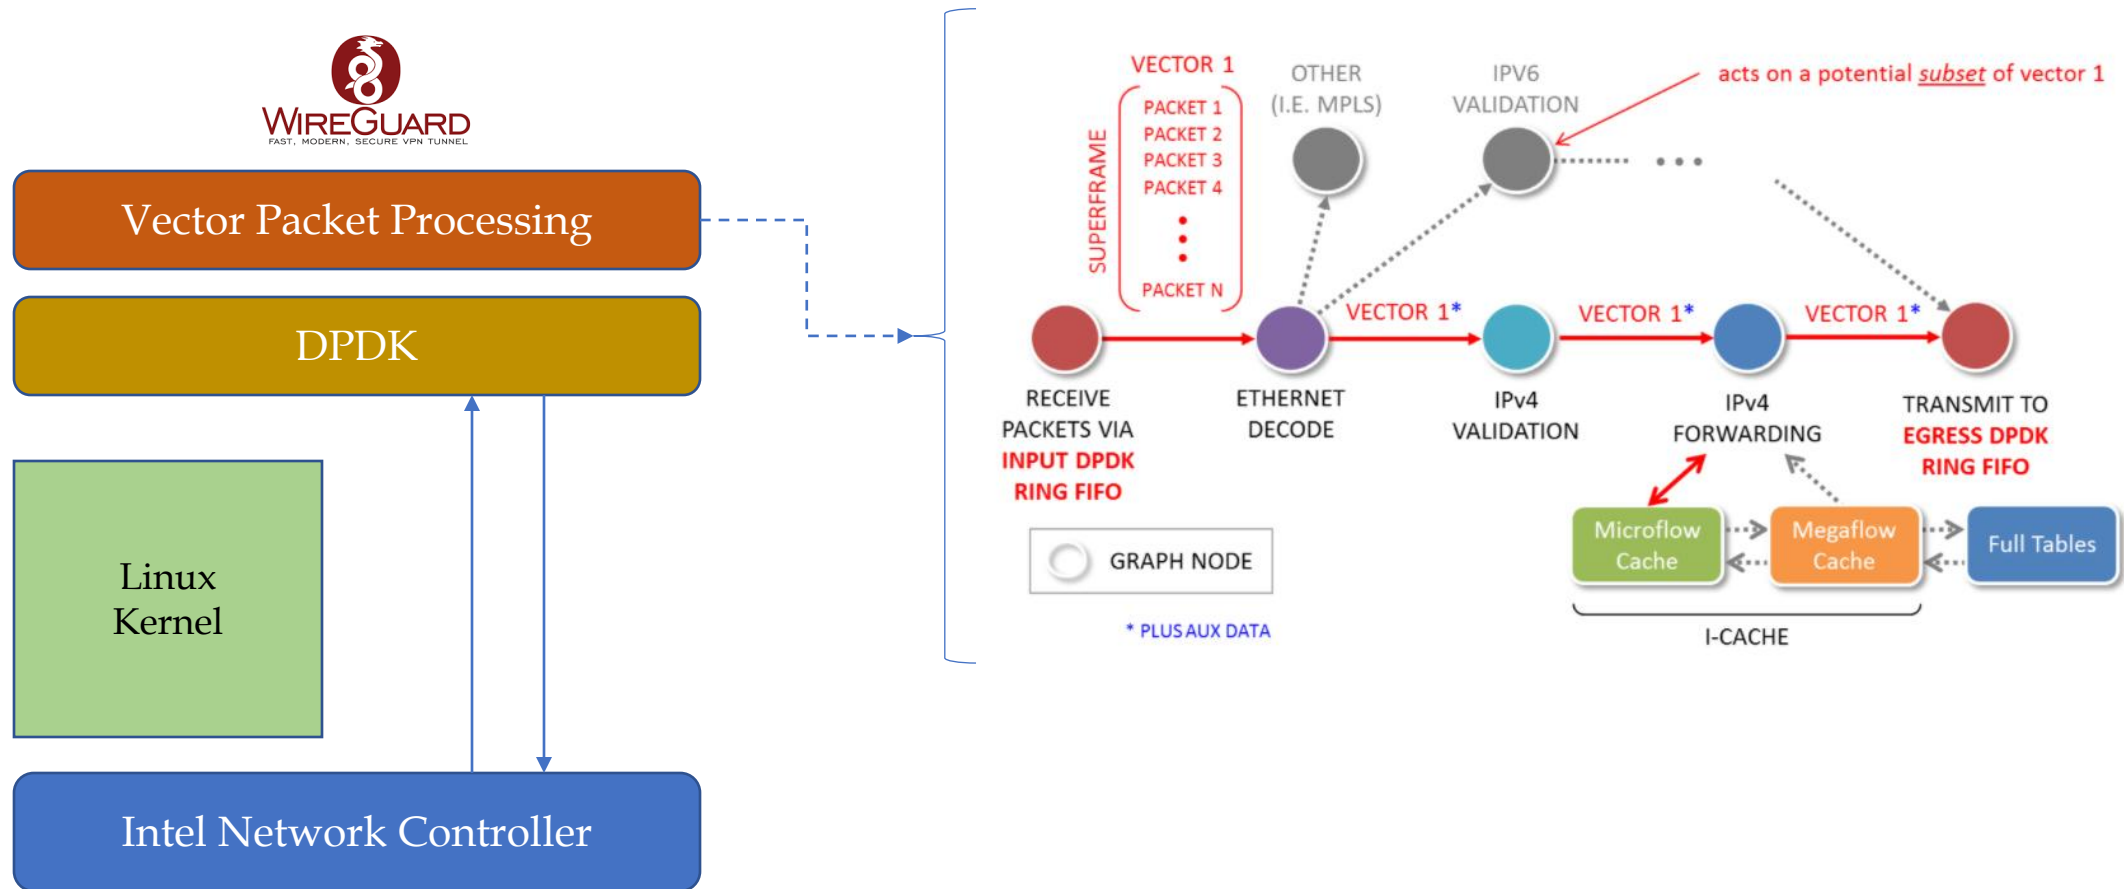 WIREGUARD
FAST, MODERN, SECURE VPN TUNNEL
Vector Packet Processing
DPDK
Linux
Kernel
Intel Network Controller
VECTOR 1
SUPERFRAME
PACKET 1
PACKET 2
PACKET 3
PACKET 4
PACKET N
OTHER
(I.E. MPLS)
IPV6
VALIDATION
acts on a potential subset of vector 1
VECTOR 1*
VECTOR 1*
VECTOR 1*
RECEIVE
PACKETS VIA
INPUT DPDK
RING FIFO
ETHERNET
DECODE
IPv4
VALIDATION
IPv4
FORWARDING
TRANSMIT TO
EGRESS DPDK
RING FIFO
GRAPH NODE
* PLUS AUX DATA
Microflow
Cache
Megaflow
Cache
Full Tables
I-CACHE